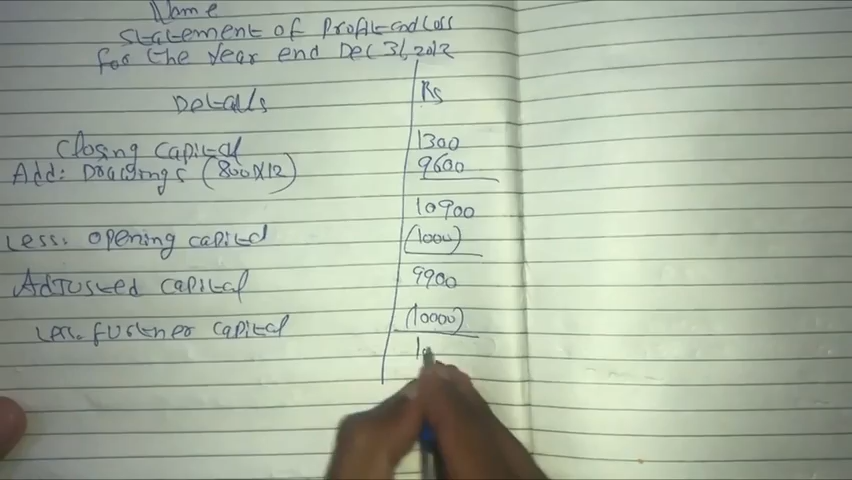 Name
Statement of Profit and Loss
for the Year end Dec 31, 2012
Details Rs
Closing capital 1300
Add: Drawings (800X12) 9600
10900
Less: opening capital (1000)
Adjusted capital 9900
Less. further capital (10000)